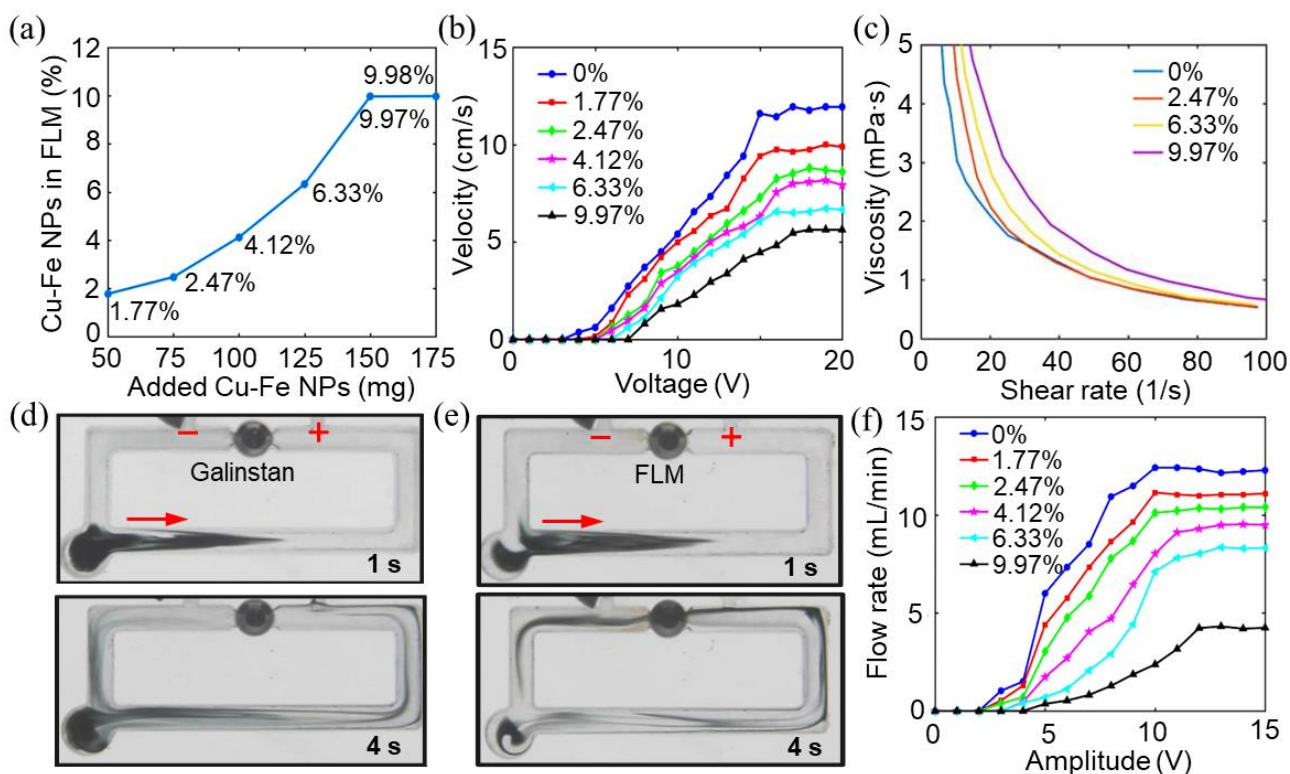 (a)
Cu-Fe NPs in FLM (%)
12
10
8
6
4
2
0
9.98%
9.97%
6.33%
4.12%
2.47%
1.77%
50 75 100 125 150 175
Added Cu-Fe NPs (mg)
(b)
Velocity (cm/s)
15
10
5
0
0%
1.77%
2.47%
4.12%
6.33%
9.97%
0 10 20
Voltage (V)
(c)
Viscosity (mPa·s)
5
4
3
2
1
0
0%
2.47%
6.33%
9.97%
0 20 40 60 80 100
Shear rate (1/s)
(d)
− +
Galinstan
1 s
4 s
(e)
− +
FLM
1 s
4 s
(f)
Flow rate (mL/min)
15
10
5
0
0%
1.77%
2.47%
4.12%
6.33%
9.97%
0 5 10 15
Amplitude (V)